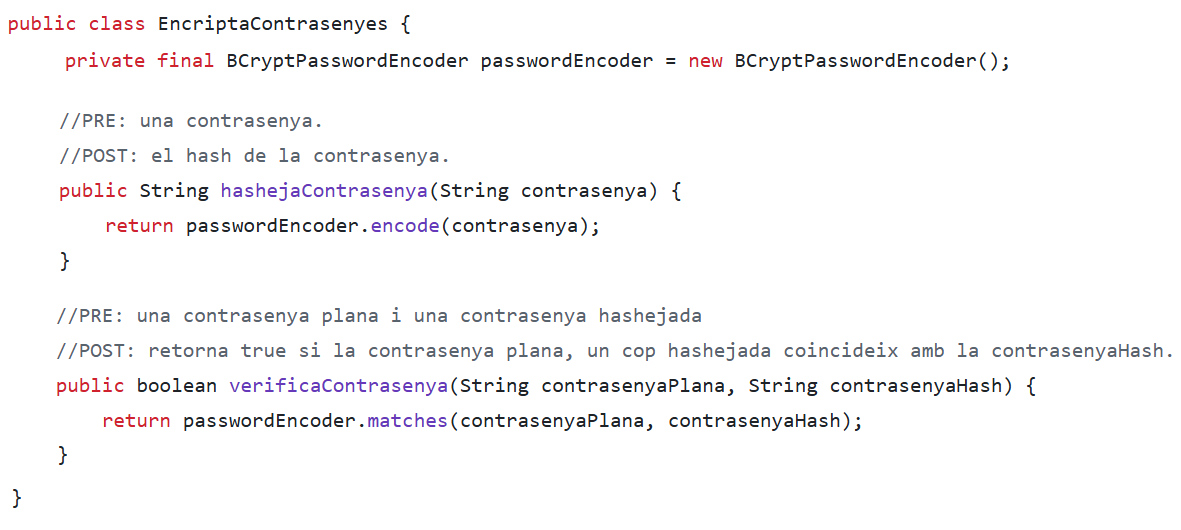 public class EncriptaContrasenyes {
private final BCryptPasswordEncoder passwordEncoder = new BCryptPasswordEncoder();
//PRE: una contrasenya.
//POST: el hash de la contrasenya.
public String hashejaContrasenya(String contrasenya) {
return passwordEncoder.encode(contrasenya);
}
//PRE: una contrasenya plana i una contrasenya hashejada
//POST: retorna true si la contrasenya plana, un cop hashejada coincideix amb la contrasenyaHash.
public boolean verificaContrasenya(String contrasenyaPlana, String contrasenyaHash) {
return passwordEncoder.matches(contrasenyaPlana, contrasenyaHash);
}
}